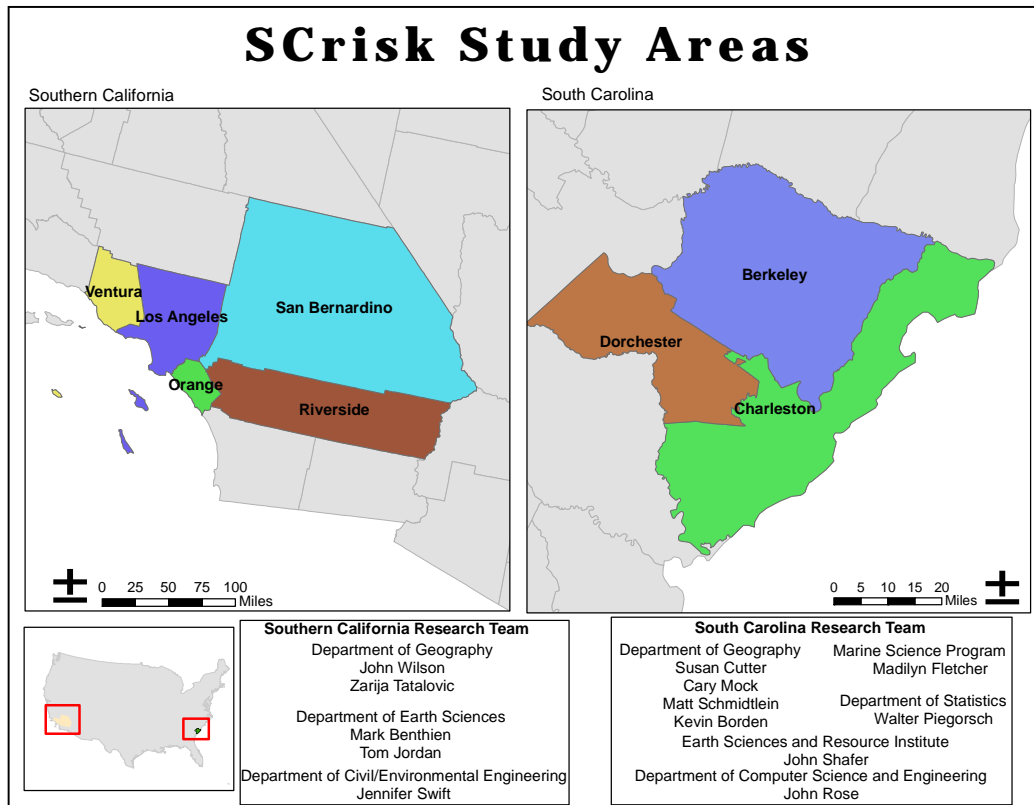 SCrisk Study Areas
Southern California
South Carolina
Ventura
Los Angeles
San Bernardino
Orange
Riverside
Berkeley
Dorchester
Charleston
0 25 50 75 100
Miles
0 5 10 15 20
Miles
Southern California Research Team
Department of Geography
John Wilson
Zarija Tatalovic
Department of Earth Sciences
Mark Benthien
Tom Jordan
Department of Civil/Environmental Engineering
Jennifer Swift
South Carolina Research Team
Department of Geography
Susan Cutter
Cary Mock
Matt Schmidtlein
Kevin Borden
Marine Science Program
Madilyn Fletcher
Department of Statistics
Walter Piegorsch
Earth Sciences and Resource Institute
John Shafer
Department of Computer Science and Engineering
John Rose